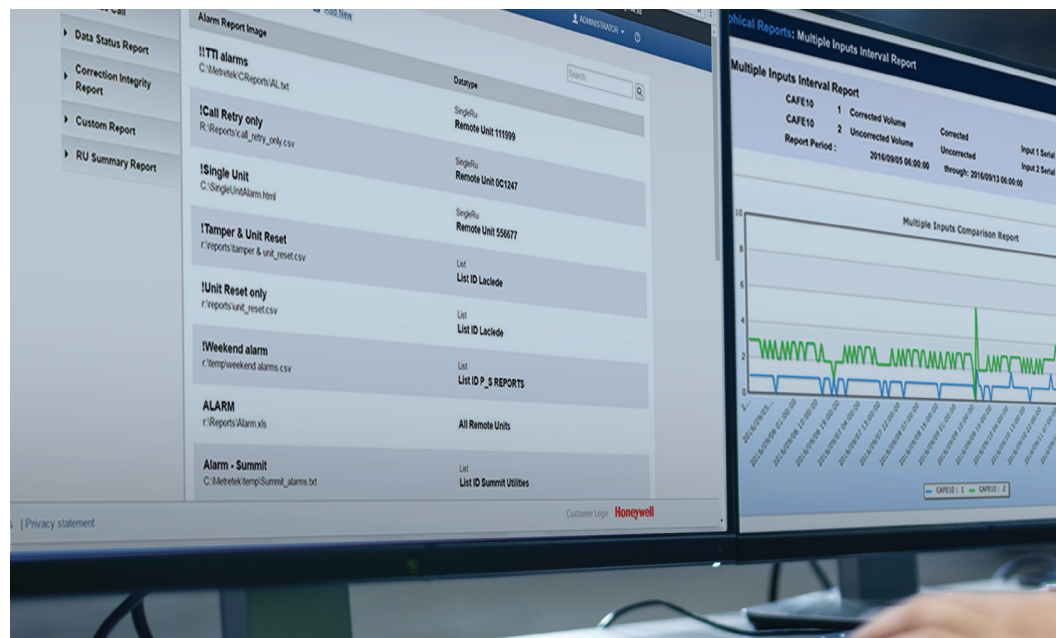 Call
Data Status Report
Correction Integrity
Report
Custom Report
RU Summary Report
Add New
ADMINISTRATOR
Alarm Report Image
Datatype
Search...
!!TTI alarms
C:\Metretek\CReports\AL.txt
SingleRu
Remote Unit 111999
!Call Retry only
R:\Reports\call_retry_only.csv
SingleRu
Remote Unit 0C1247
!Single Unit
C:\SingleUnitAlarm.html
SingleRu
Remote Unit 556677
!Tamper & Unit Reset
r:\reports\tamper & unit_reset.csv
List
List ID Laclede
!Unit Reset only
r:\reports\unit_reset.csv
List
List ID Laclede
!Weekend alarm
r:\temp\weekend alarms.csv
List
List ID P_S REPORTS
ALARM
r:\Reports\Alarm.xls
All Remote Units
Alarm - Summit
C:\Metretek\temp\Summit_alarms.txt
List
List ID Summit Utilities
| Privacy statement
Customer Logo Honeywell
phical Reports: Multiple Inputs Interval Report
Multiple Inputs Interval Report
CAFE10 1 Corrected Volume Corrected Input 1 Serial
CAFE10 2 Uncorrected Volume Uncorrected Input 2 Serial
Report Period : 2016/09/05 06:00:00 through: 2016/09/13 06:00:00
Multiple Inputs Comparison Report
10
8
6
4
2
0
CAFE10 : 1 CAFE10 : 2